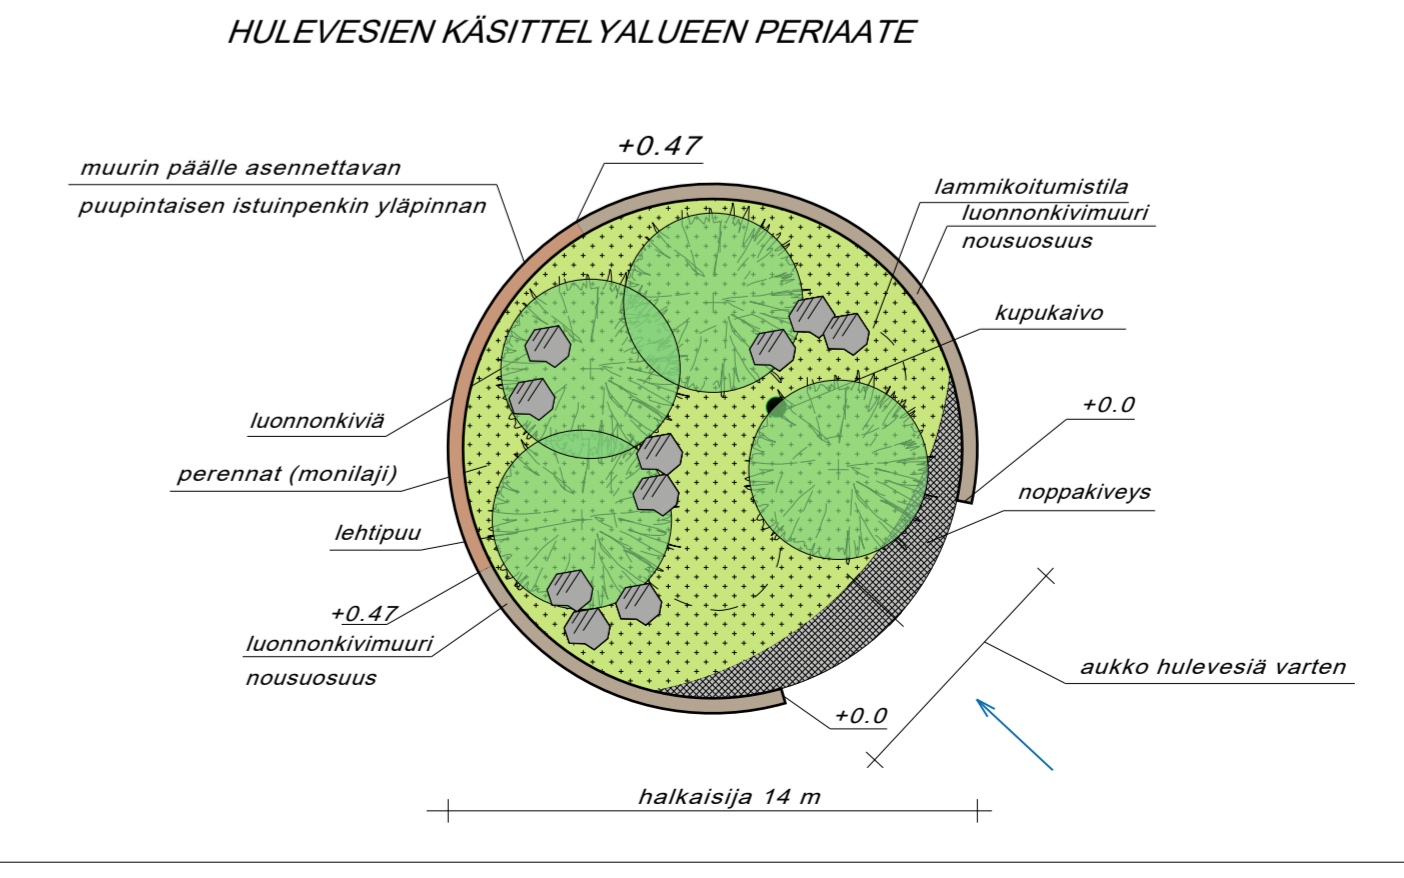 HULEVESIEN KÄSITTELYALUEEN PERIAATE
+0.47
muurin päälle asennettavan
puupintaisen istuinpenkin yläpinnan
lammikoitumistila
luonnonkivimuuri
nousuosuus
kupukaivo
+0.0
luonnonkiviä
perennat (monilaji)
noppakiveys
lehtipuu
+0.47
luonnonkivimuuri
nousuosuus
aukko hulevesiä varten
+0.0
halkaisija 14 m